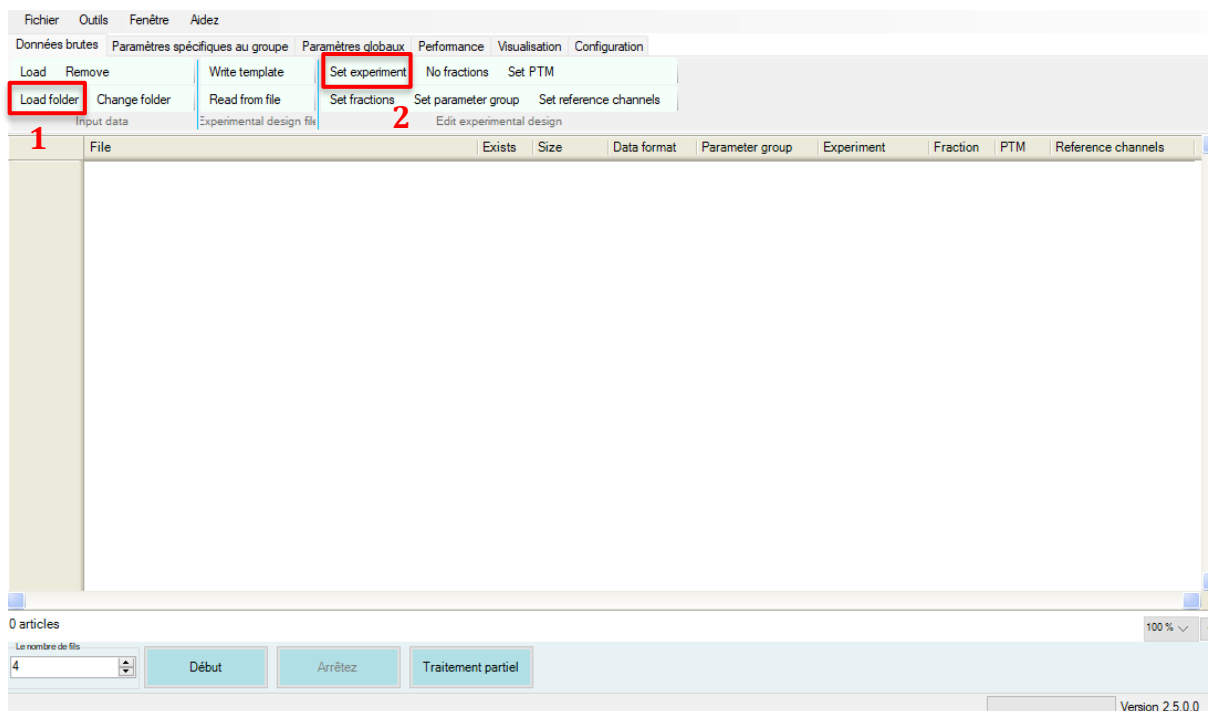 Fichier Outils Fenêtre Aidez
Données brutes Paramètres spécifiques au groupe Paramètres globaux Performance Visualisation Configuration
Load Remove Write template Set experiment No fractions Set PTM
Load folder Change folder Read from file Set fractions Set parameter group Set reference channels
Input data Experimental design file Edit experimental design
1 2
File Exists Size Data format Parameter group Experiment Fraction PTM Reference channels
0 articles
100 %
Le nombre de fils
4 Début Arrêtez Traitement partiel
Version 2.5.0.0